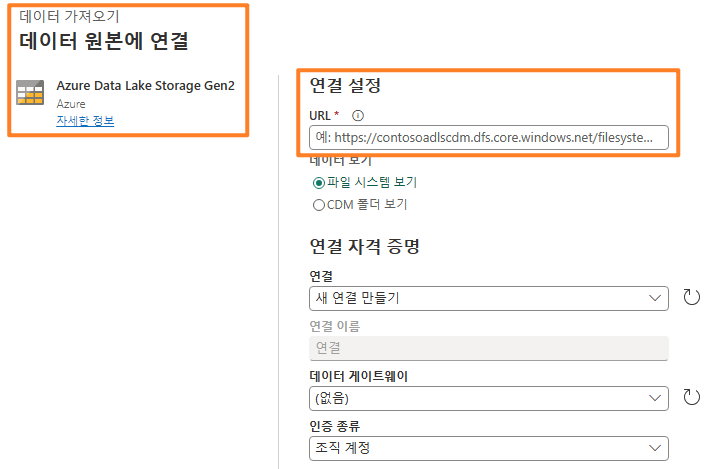 데이터 가져오기
데이터 원본에 연결
Azure Data Lake Storage Gen2
Azure
자세한 정보
연결 설정
URL *
예: https://contosoadlscdm.dfs.core.windows.net/filesyste...
데이터 보기
파일 시스템 보기
CDM 폴더 보기
연결 자격 증명
연결
새 연결 만들기
연결 이름
연결
데이터 게이트웨이
(없음)
인증 종류
조직 계정